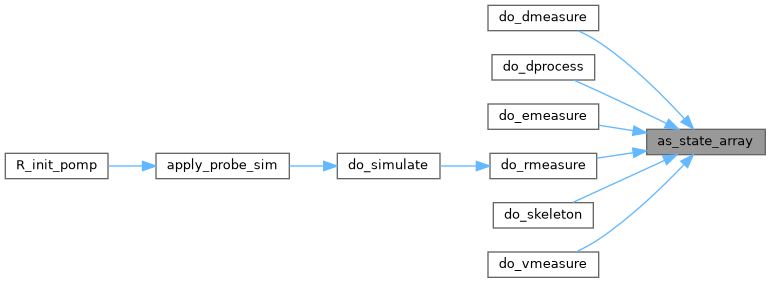 do_dmeasure
do_dprocess
do_emeasure
as_state_array
R_init_pomp
apply_probe_sim
do_simulate
do_rmeasure
do_skeleton
do_vmeasure